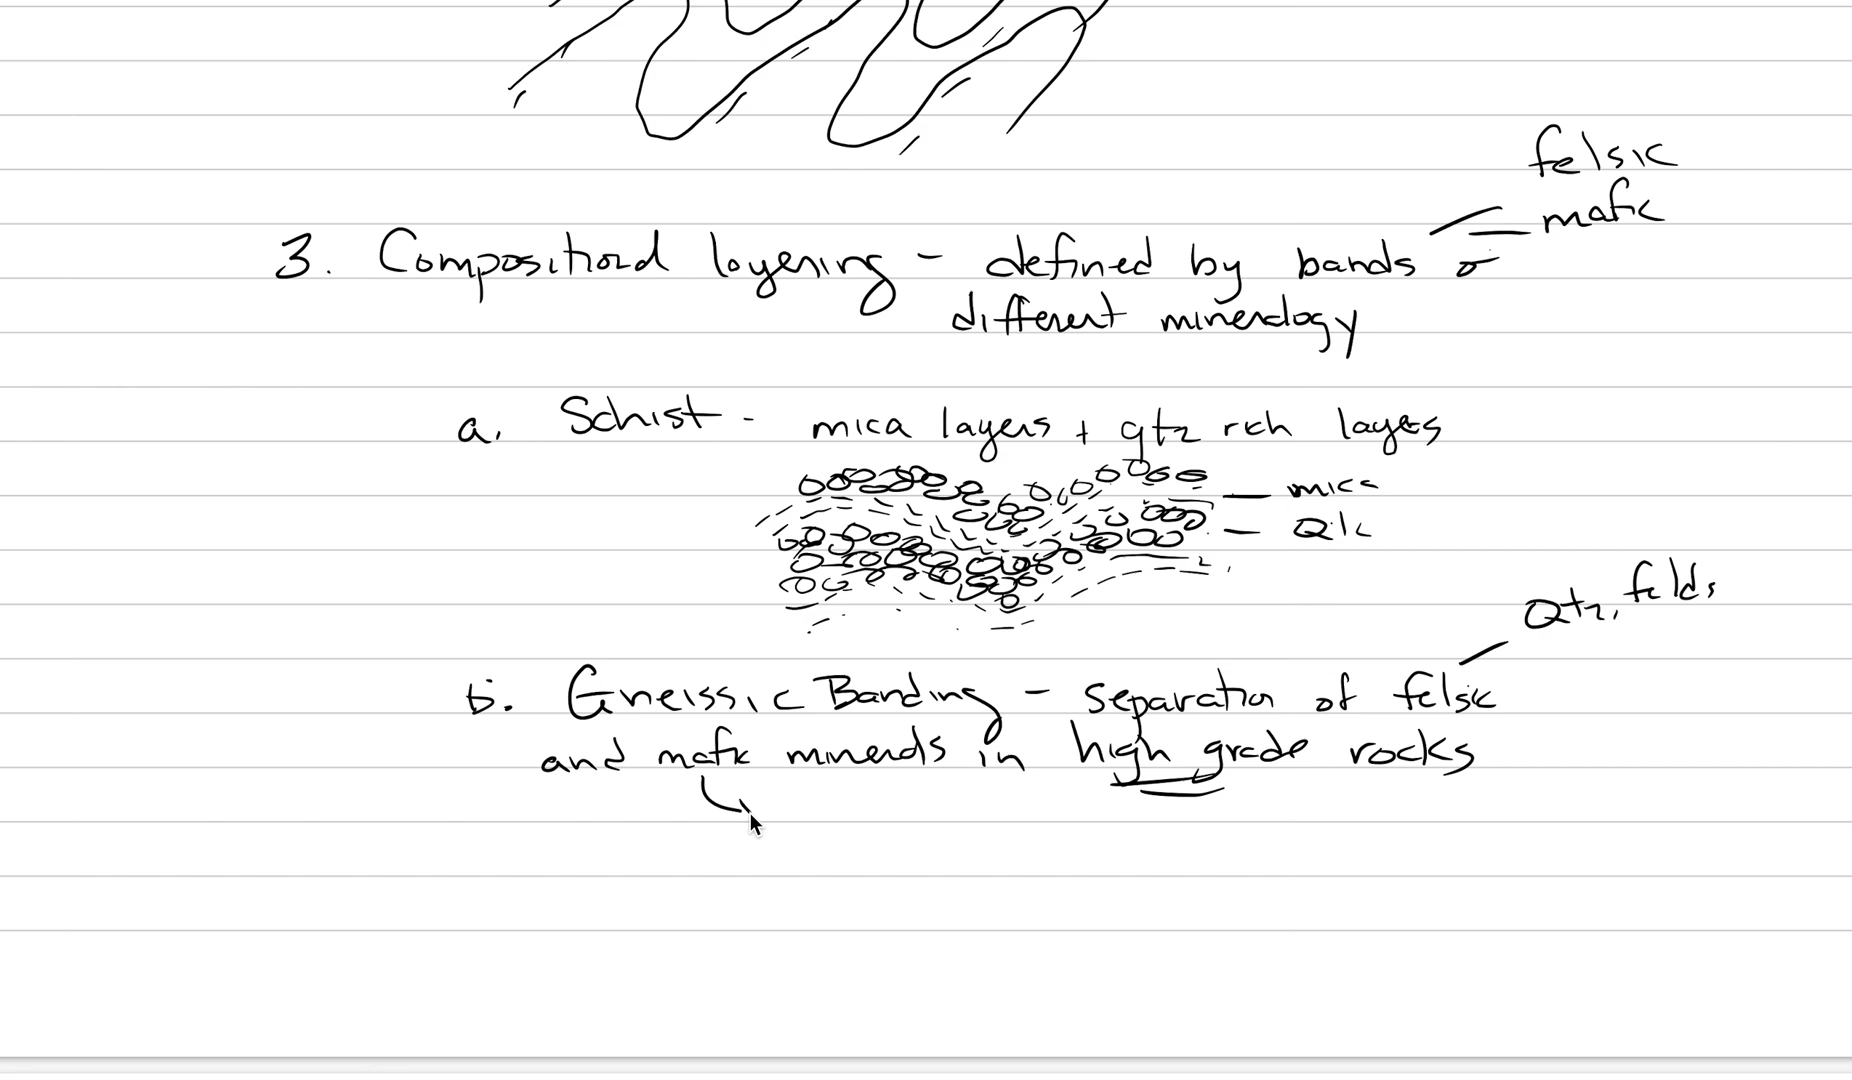 felsic
mafic
3. Compositional layering - defined by bands of
different mineralogy
a. Schist - mica layers + qtz rich layers
mica
Qtz
Qtz, felds
b. Gneissic Banding - separation of felsic
and mafic minerals in high grade rocks